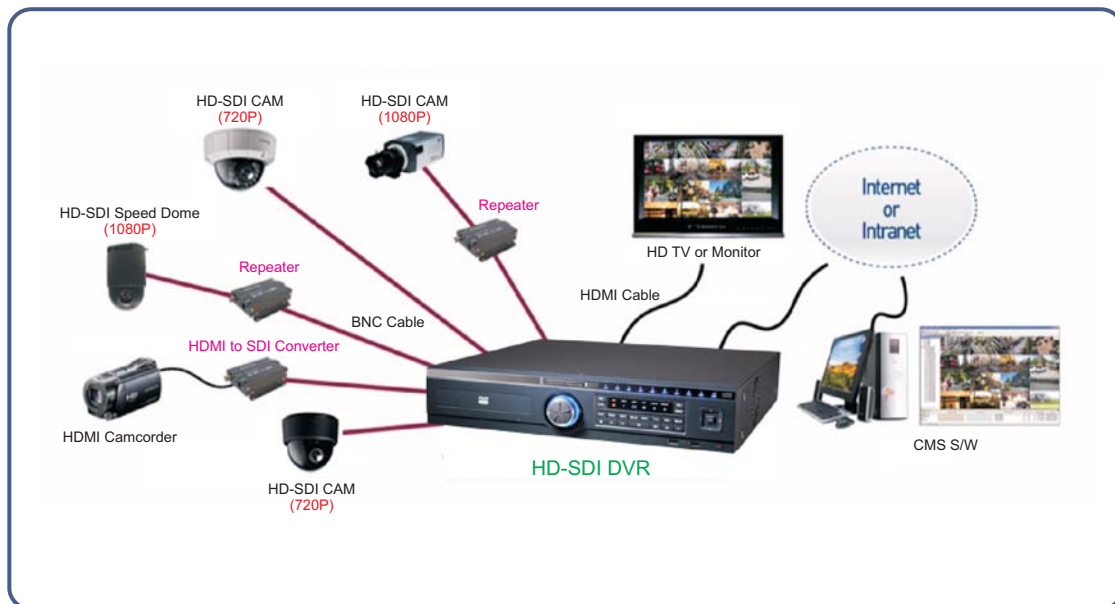 HD-SDI CAM
(720P)
HD-SDI CAM
(1080P)
HD-SDI Speed Dome
(1080P)
Repeater
Repeater
Internet
or
Intranet
HD TV or Monitor
HDMI Cable
BNC Cable
HDMI to SDI Converter
HDMI Camcorder
HD-SDI CAM
(720P)
HD-SDI DVR
CMS S/W